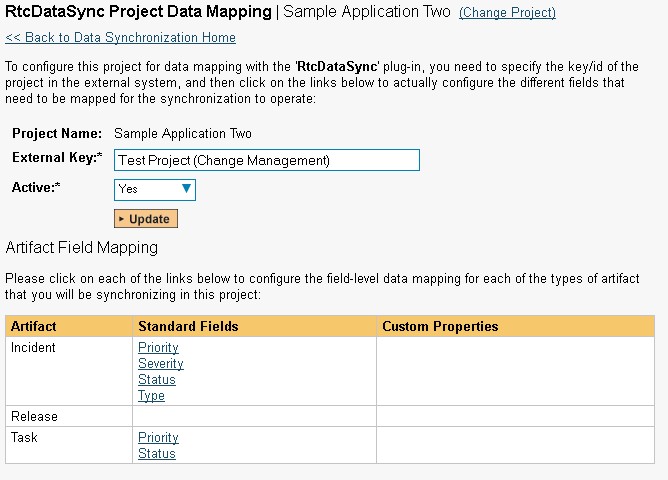 RtcDataSync Project Data Mapping | Sample Application Two (Change Project)
<< Back to Data Synchronization Home
To configure this project for data mapping with the 'RtcDataSync' plug-in, you need to specify the key/id of the
project in the external system, and then click on the links below to actually configure the different fields that
need to be mapped for the synchronization to operate:
Project Name: Sample Application Two
External Key:* Test Project (Change Management)
Active:* Yes
Update
Artifact Field Mapping
Please click on each of the links below to configure the field-level data mapping for each of the types of artifact
that you will be synchronizing in this project:
Artifact Standard Fields Custom Properties
Incident Priority
Severity
Status
Type
Release
Task Priority
Status